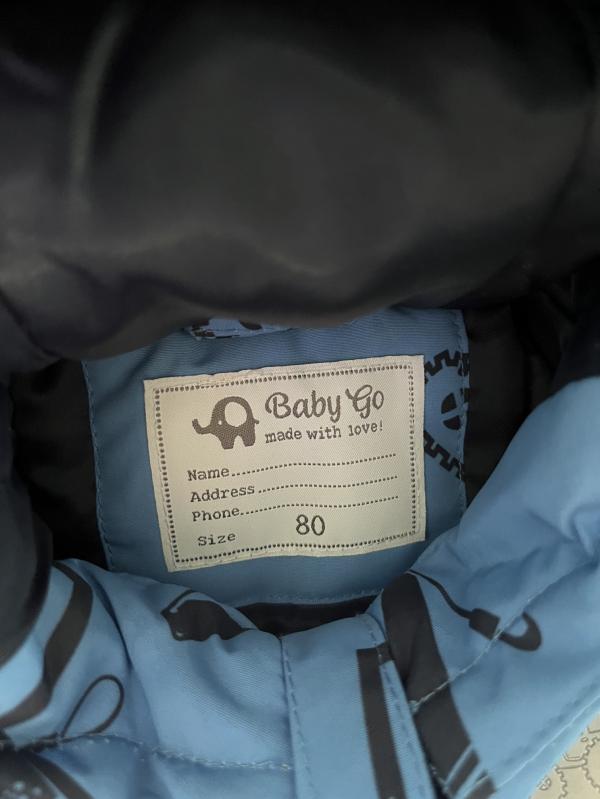 Baby Go
made with love!
Name..............................
Address.........................
Phone............................
Size 80